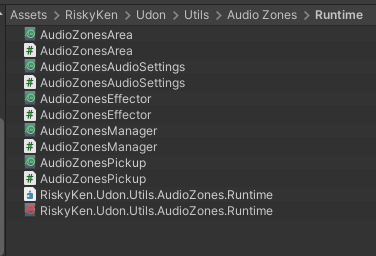 Assets > RiskyKen > Udon > Utils > Audio Zones > Runtime
AudioZonesArea
AudioZonesArea
AudioZonesAudioSettings
AudioZonesAudioSettings
AudioZonesEffector
AudioZonesEffector
AudioZonesManager
AudioZonesManager
AudioZonesPickup
AudioZonesPickup
RiskyKen.Udon.Utils.AudioZones.Runtime
RiskyKen.Udon.Utils.AudioZones.Runtime